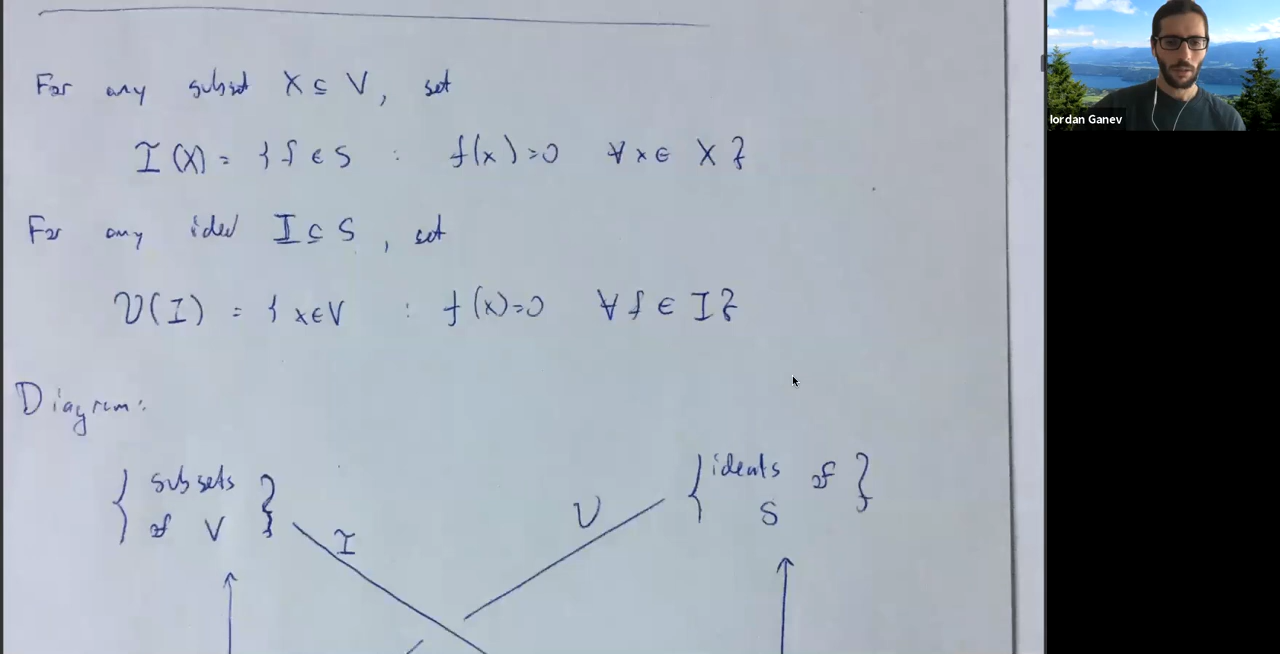 For any subset X ⊆ V, set
I(X) = { f ∈ S : f(x)=0 ∀ x ∈ X }
For any ideal I ⊆ S, set
V(I) = { x∈V : f(x)=0 ∀ f ∈ I }
Diagram:
{ subsets of V }
I
V
{ ideals of S }
Iordan Ganev